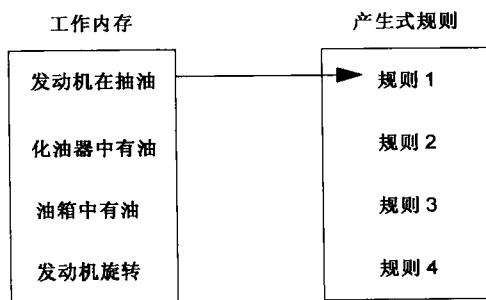 工作内存
产生式规则
发动机在抽油
规则 1
化油器中有油
规则 2
油箱中有油
规则 3
发动机旋转
规则 4